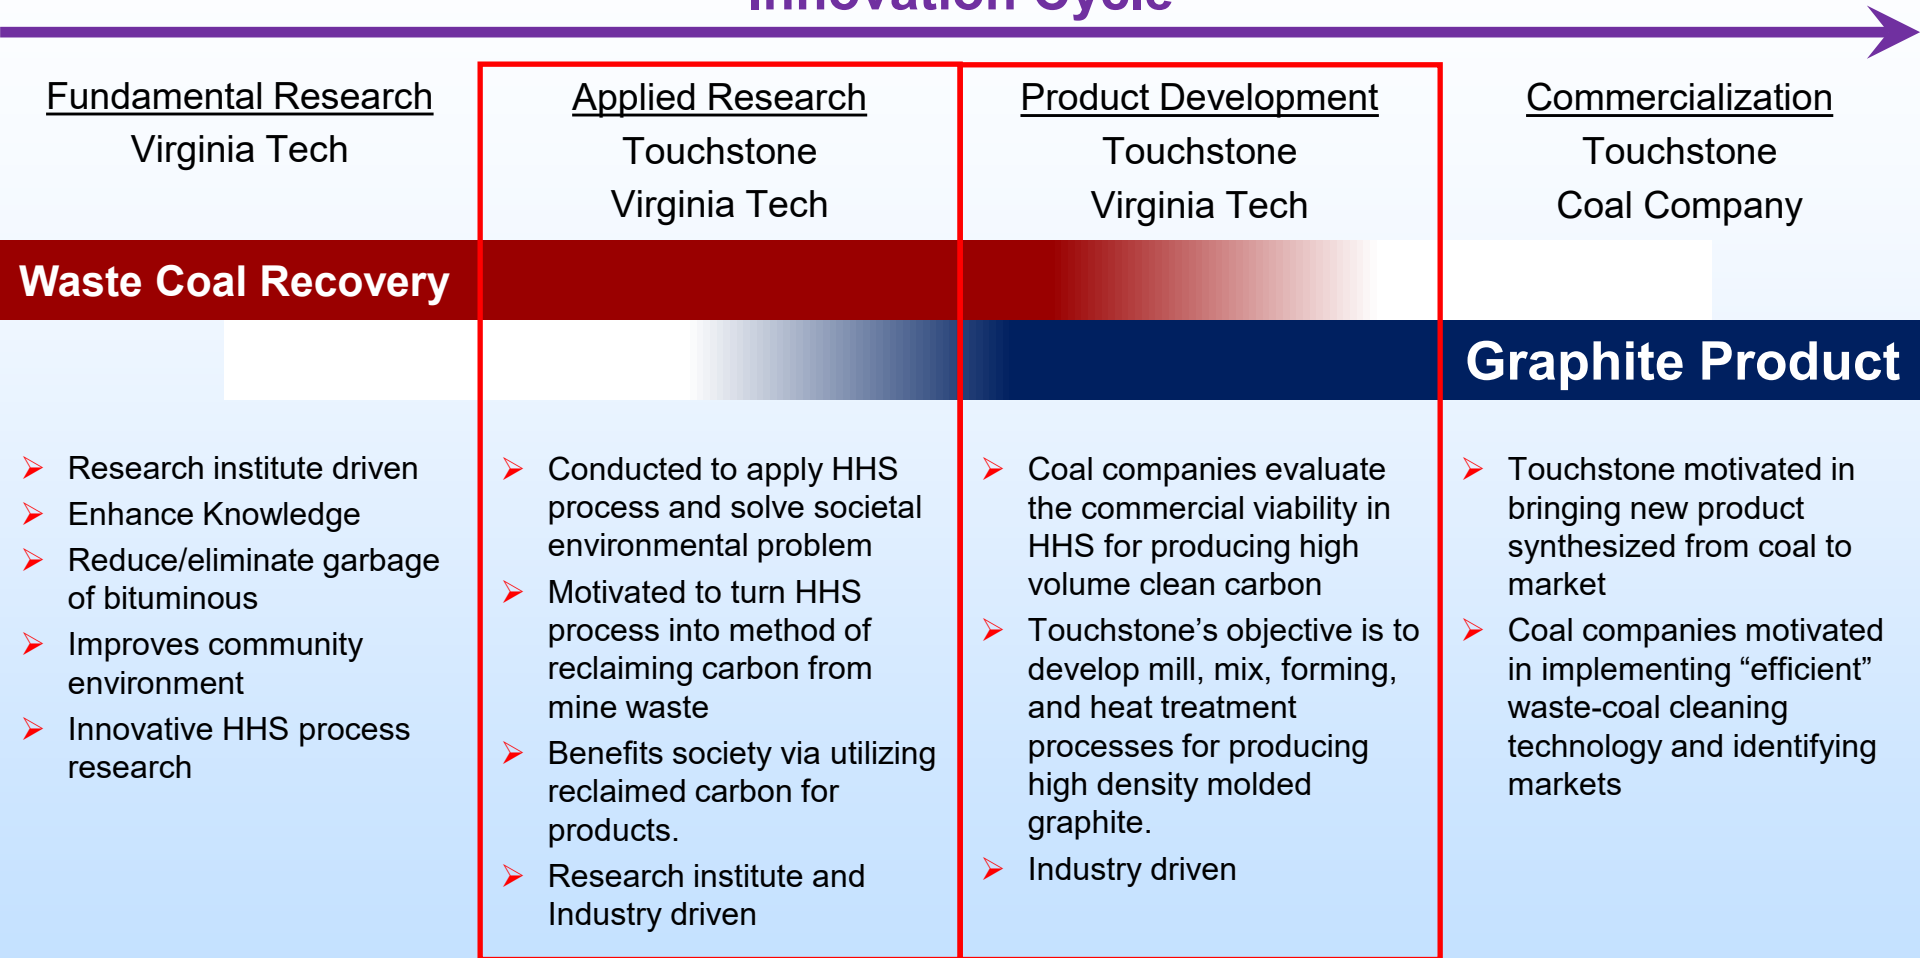 Innovation Cycle
Fundamental Research
Virginia Tech
Applied Research
Touchstone
Virginia Tech
Product Development
Touchstone
Virginia Tech
Commercialization
Touchstone
Coal Company
Waste Coal Recovery
Graphite Product
Research institute driven
Enhance Knowledge
Reduce/eliminate garbage
of bituminous
Improves community
environment
Innovative HHS process
research
Conducted to apply HHS
process and solve societal
environmental problem
Motivated to turn HHS
process into method of
reclaiming carbon from
mine waste
Benefits society via utilizing
reclaimed carbon for
products.
Research institute and
Industry driven
Coal companies evaluate
the commercial viability in
HHS for producing high
volume clean carbon
Touchstone’s objective is to
develop mill, mix, forming,
and heat treatment
processes for producing
high density molded
graphite.
Industry driven
Touchstone motivated in
bringing new product
synthesized from coal to
market
Coal companies motivated
in implementing “efficient”
waste-coal cleaning
technology and identifying
markets